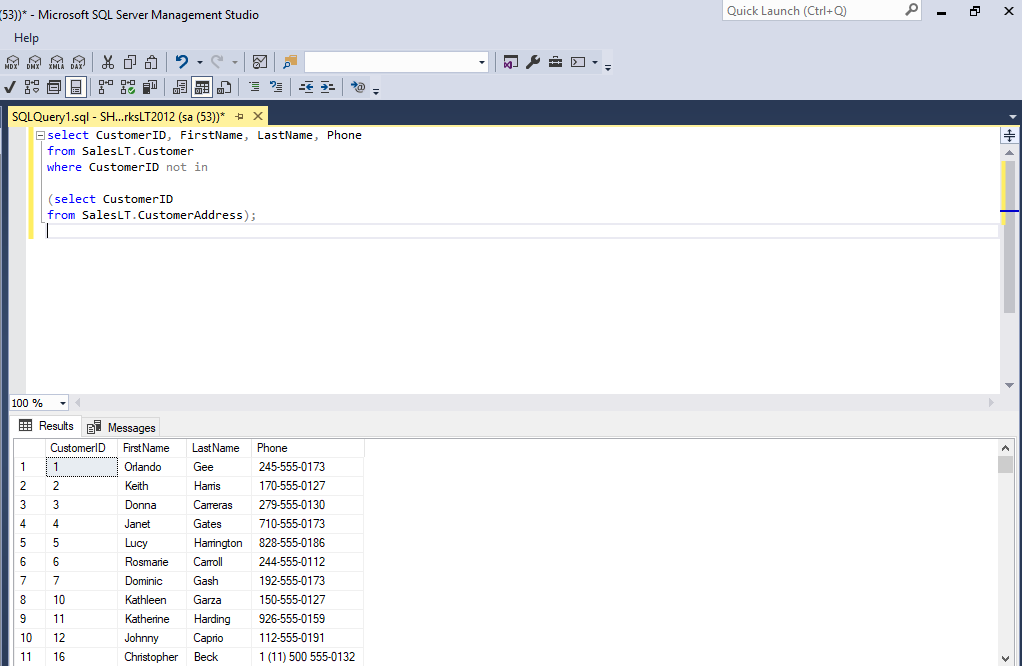 (53))* - Microsoft SQL Server Management Studio
Quick Launch (Ctrl+Q)
Help
MDX DMX XMLA DAX
SQLQuery1.sql - SH...rksLT2012 (sa (53))*
select CustomerID, FirstName, LastName, Phone
from SalesLT.Customer
where CustomerID not in
(select CustomerID
from SalesLT.CustomerAddress);
100 %
Results Messages
CustomerID FirstName LastName Phone
1 1 Orlando Gee 245-555-0173
2 2 Keith Harris 170-555-0127
3 3 Donna Carreras 279-555-0130
4 4 Janet Gates 710-555-0173
5 5 Lucy Harrington 828-555-0186
6 6 Rosmarie Carroll 244-555-0112
7 7 Dominic Gash 192-555-0173
8 10 Kathleen Garza 150-555-0127
9 11 Katherine Harding 926-555-0159
10 12 Johnny Caprio 112-555-0191
11 16 Christopher Beck 1 (11) 500 555-0132